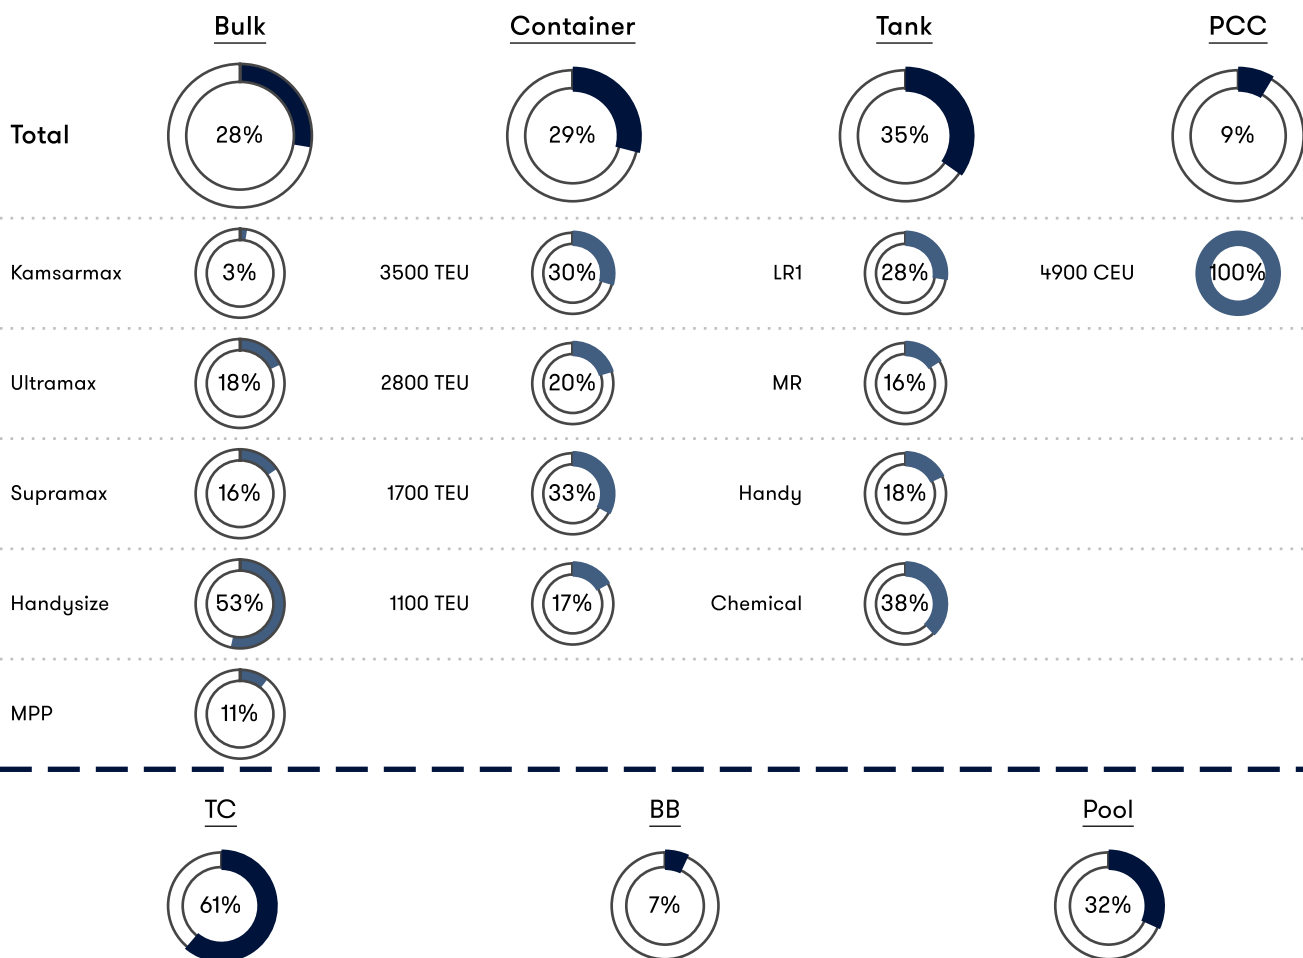 Bulk Container Tank PCC
Total 28% 29% 35% 9%
Kamsarmax 3% 3500 TEU 30% LR1 28% 4900 CEU 100%
Ultramax 18% 2800 TEU 20% MR 16%
Supramax 16% 1700 TEU 33% Handy 18%
Handysize 53% 1100 TEU 17% Chemical 38%
MPP 11%
TC BB Pool
61% 7% 32%